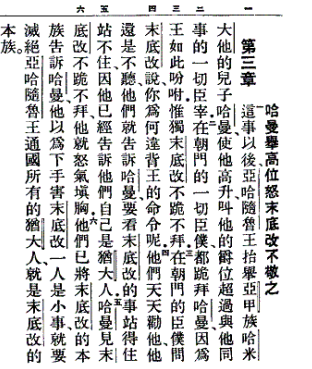 一 二 三 四 五 六
哈曼擧高位怒末底改不敬之
第三章
這事以後、亞哈隨魯王抬擧亞甲族哈米
大他的兒子哈曼、使他高升、叫他的爵位超過與他同
事的一切臣宰在朝門的一切臣僕、都跪拜哈曼因爲
王如此吩咐惟獨末底改不跪不拜在朝門的臣僕問
末底改說、你爲何違背王的命令呢他們天天勸他、他
還是不聽、他們就告訴哈曼、要看末底改的事站得住
站不住、因他已經告訴他們自己是猶大人哈曼見末
底改不跪不拜他就怒氣塡胸他們已將末底改的本
族告訴哈曼、他以爲下手害末底改一人是小事、就要
滅絕亞哈隨魯王通國所有的猶大人、就是末底改的
本族。